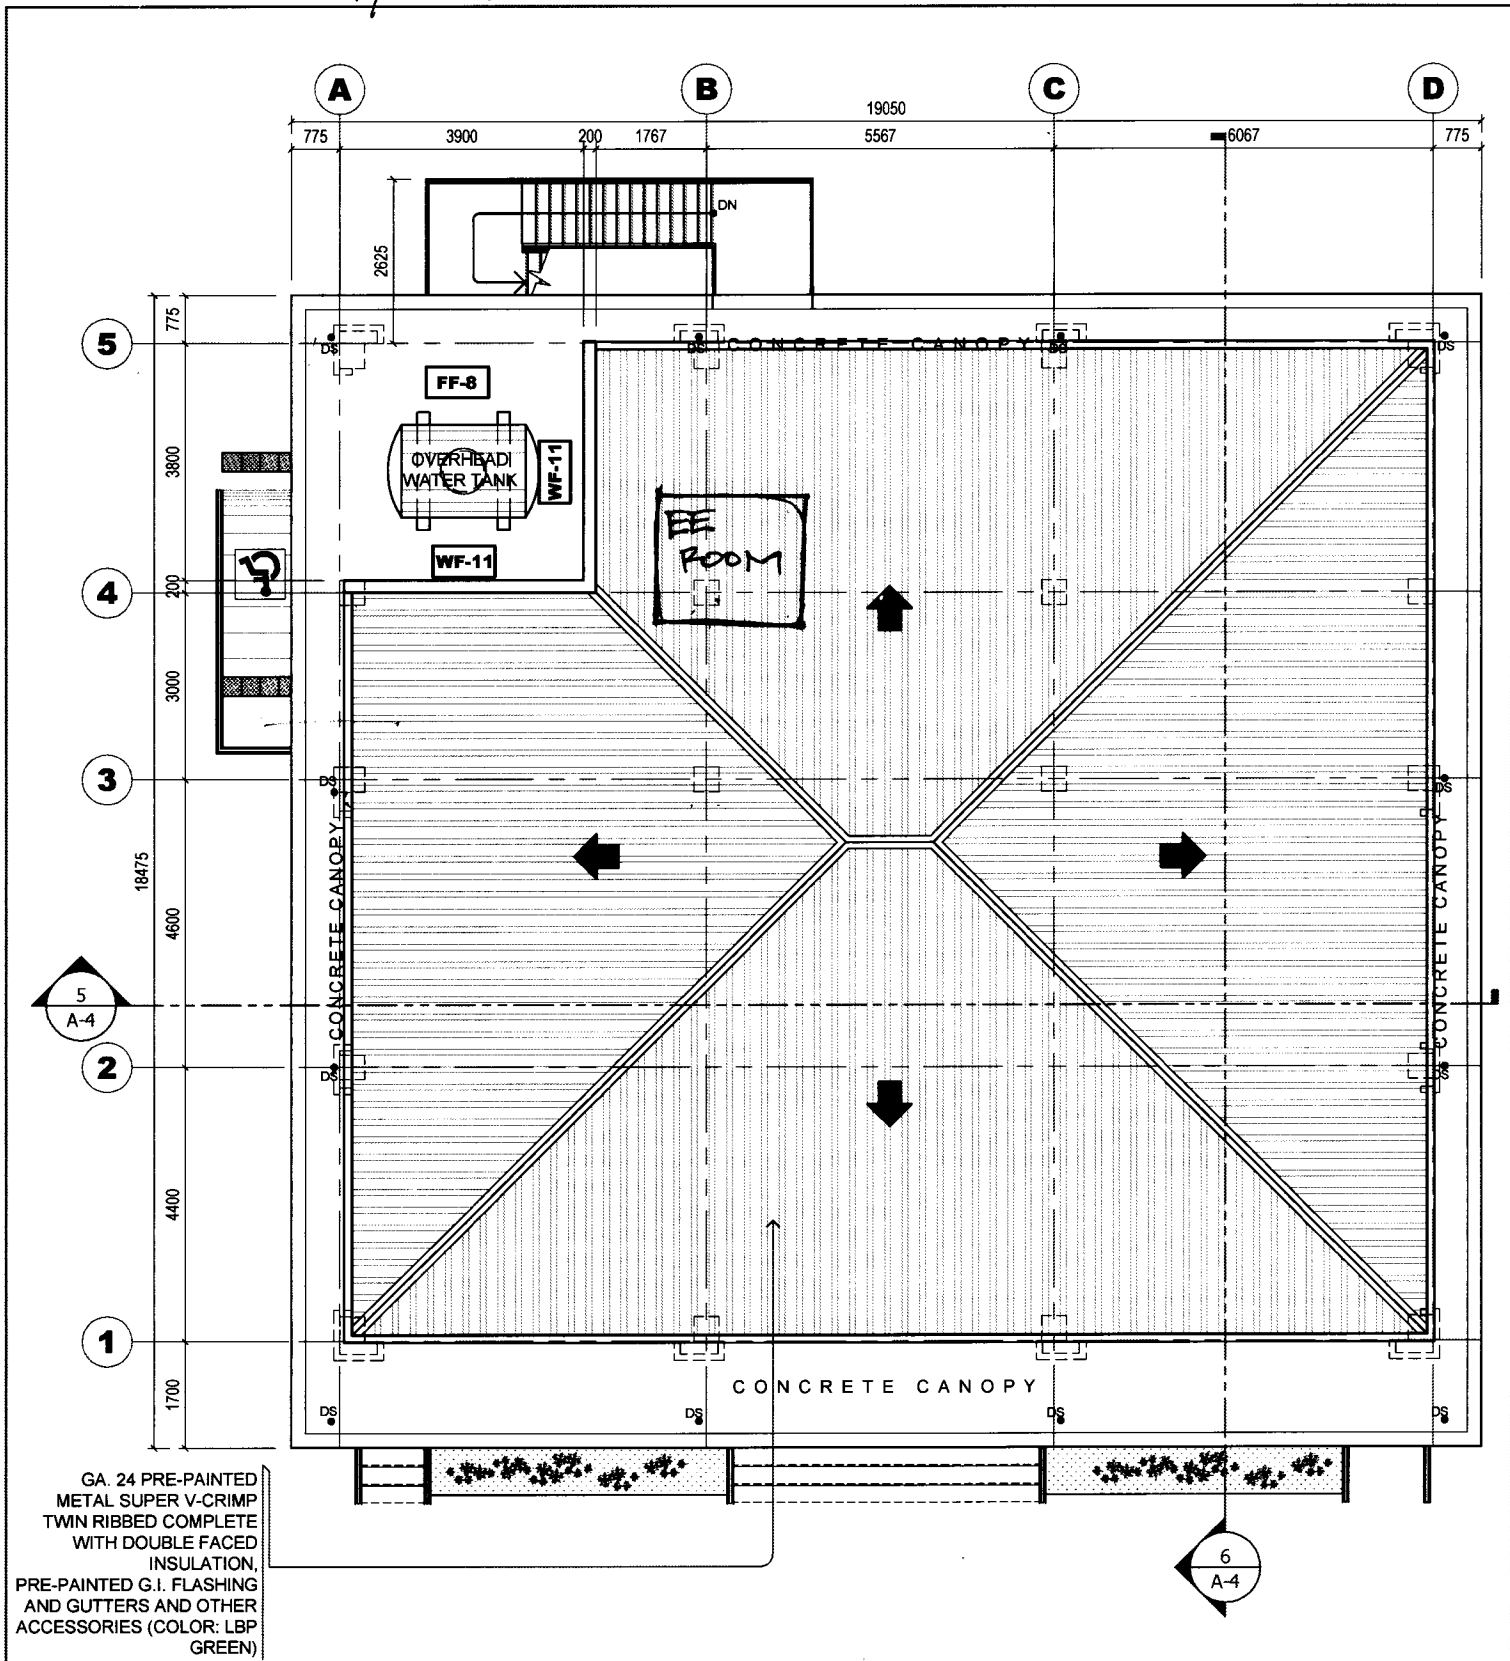 A
B
C
D
19050
775
3900
200
1767
5567
6067
775
DN
2625
775
5
DS
DS
CONCRETE CANOPY
DS
DS
FF-8
3800
OVERHEAD
WATER TANK
WF-11
EE
ROOM
WF-11
4
200
3000
3
DS
DS
18475
CONCRETE CANOPY
CONCRETE CANOPY
4600
5
A-4
2
DS
4400
1
1700
CONCRETE CANOPY
DS
DS
DS
DS
GA. 24 PRE-PAINTED
METAL SUPER V-CRIMP
TWIN RIBBED COMPLETE
WITH DOUBLE FACED
INSULATION,
PRE-PAINTED G.I. FLASHING
AND GUTTERS AND OTHER
ACCESSORIES (COLOR: LBP
GREEN)
6
A-4